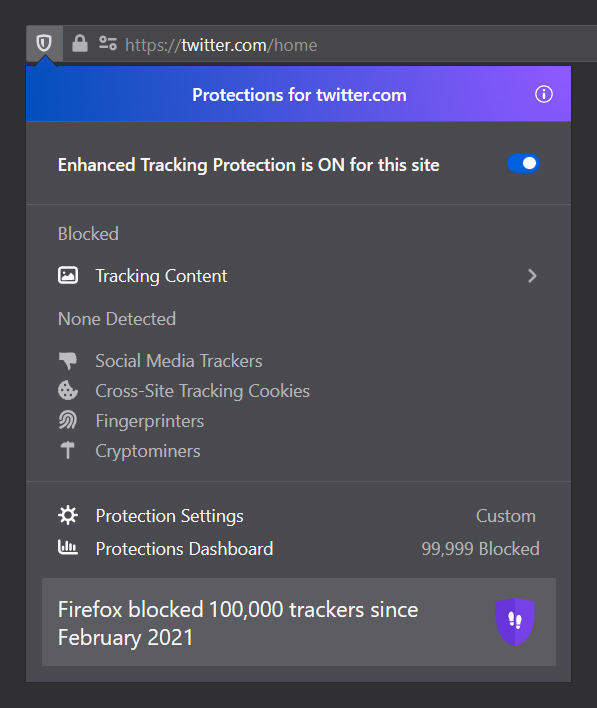 https://twitter.com/home
Protections for twitter.com
Enhanced Tracking Protection is ON for this site
Blocked
Tracking Content
None Detected
Social Media Trackers
Cross-Site Tracking Cookies
Fingerprinters
Cryptominers
Protection Settings Custom
Protections Dashboard 99,999 Blocked
Firefox blocked 100,000 trackers since
February 2021